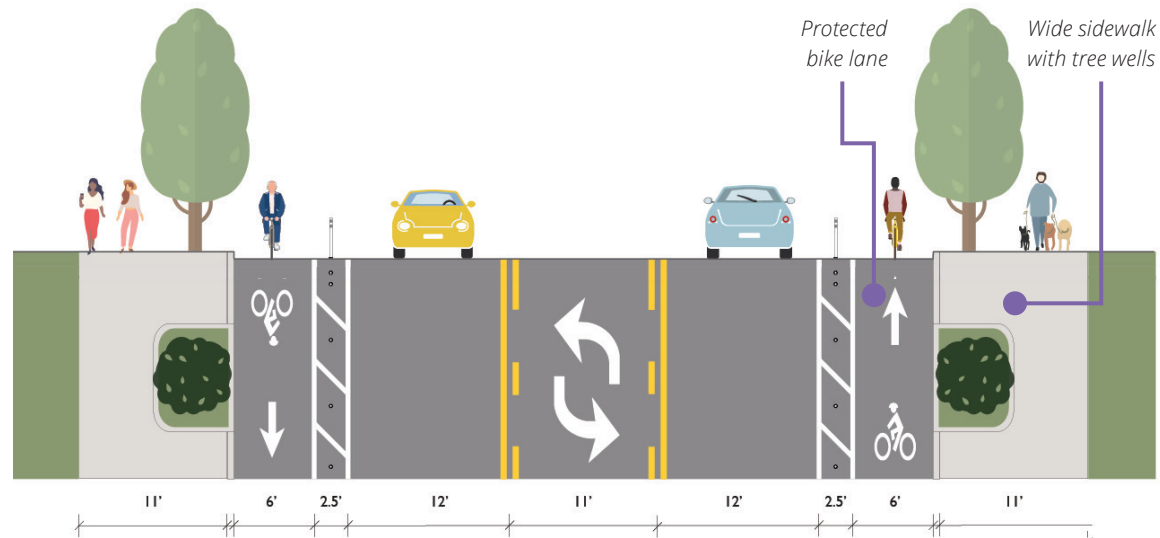 Protected
bike lane
Wide sidewalk
with tree wells
11'
6'
2.5'
12'
11'
12'
2.5'
6'
11'